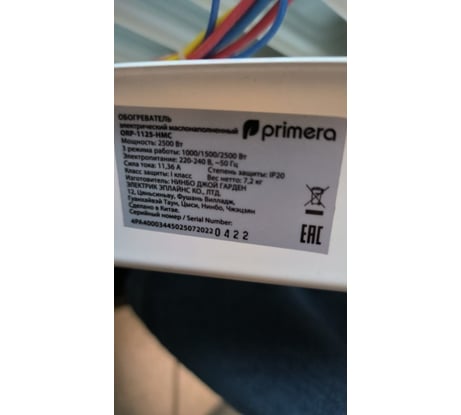 ОБОГРЕВАТЕЛЬ
электрический маслонаполненный
ORP-1125-HMC
primera
Мощность: 2500 Вт
3 режима работы: 1000/1500/2500 Вт
Электропитание: 220-240 В, ~50 Гц
Сила тока: 11,36 А Степень защиты: IP20
Класс защиты: I класс Вес нетто: 7,2 кг
Изготовитель: НИНБО ДЖОЙ ГАРДЕН
ЭЛЕКТРИК ЭПЛАЙНС КО., ЛТД.
12, Циньсиньау, Фушань Вилладж,
Гуанхайвэй Таун, Цыси, Нинбо, Чжэцзян
Сделано в Китае.
Серийный номер / Serial Number:
4PA40003445025072022 0422
EAC